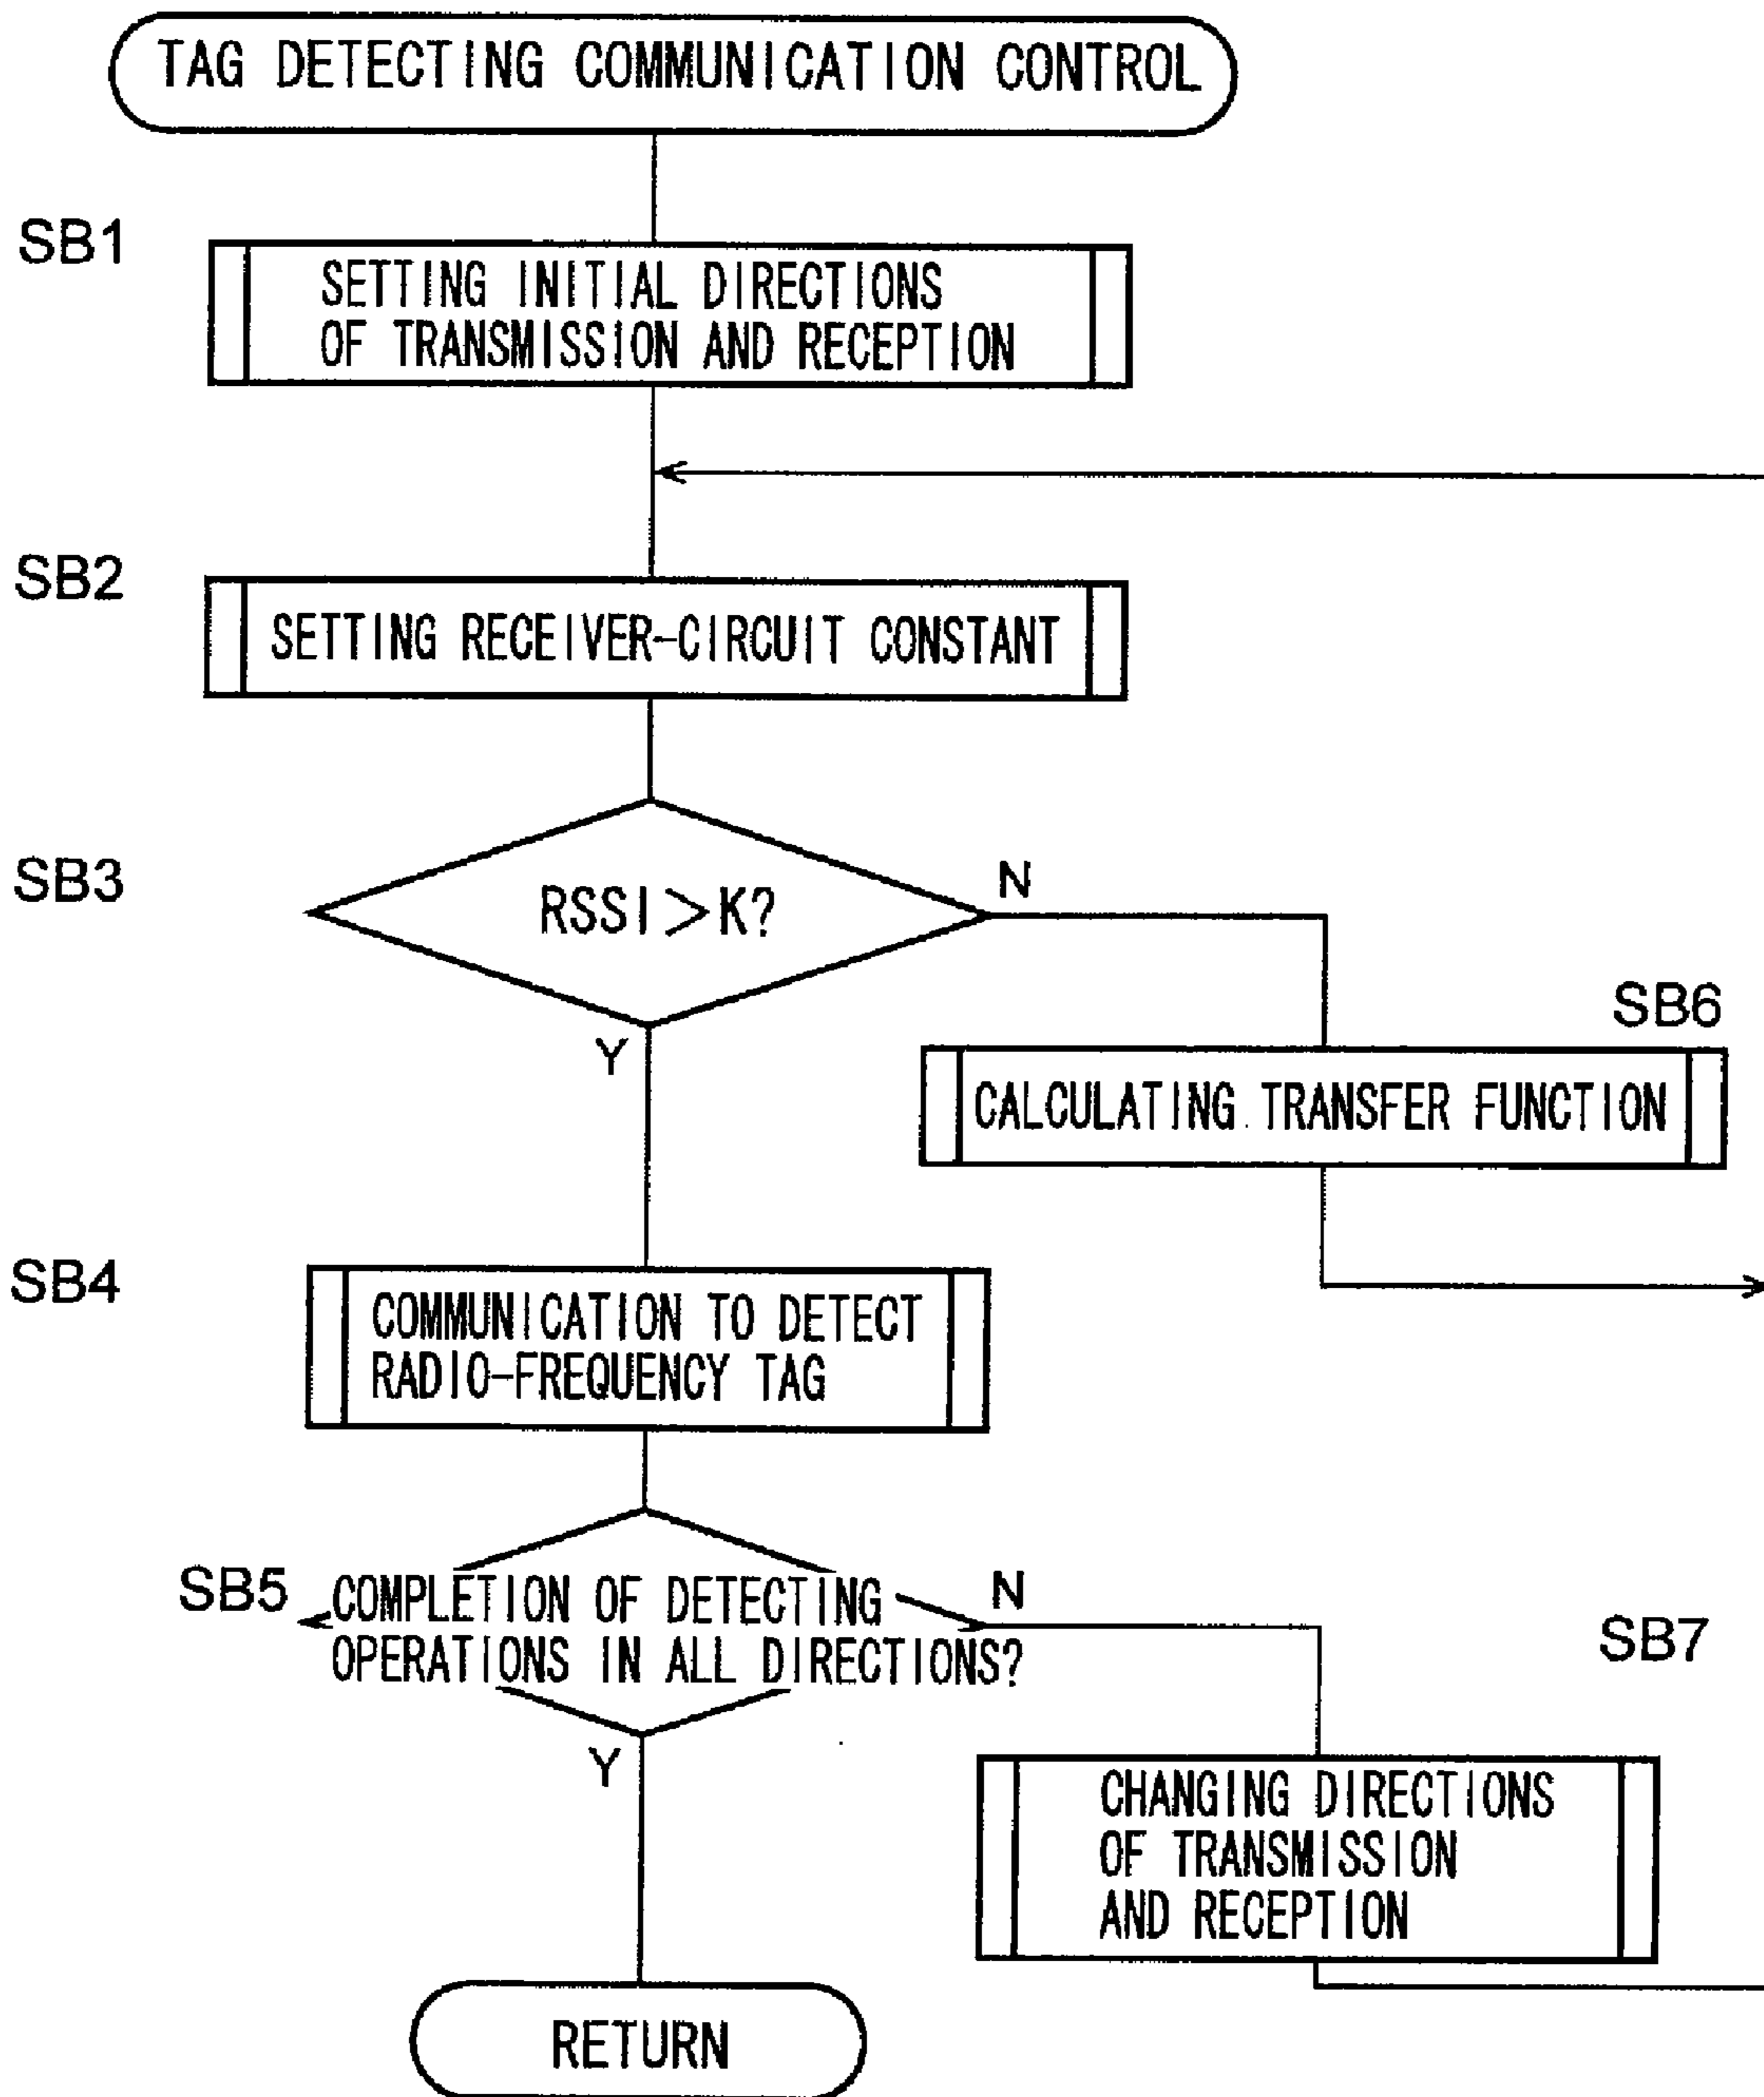 TAG DETECTING COMMUNICATION CONTROL
SB1
SETTING INITIAL DIRECTIONS
OF TRANSMISSION AND RECEPTION
SB2
SETTING RECEIVER-CIRCUIT CONSTANT
SB3
RSSI>K?
N
Y
SB6
CALCULATING TRANSFER FUNCTION
SB4
COMMUNICATION TO DETECT
RADIO-FREQUENCY TAG
SB5
COMPLETION OF DETECTING
OPERATIONS IN ALL DIRECTIONS?
N
Y
SB7
CHANGING DIRECTIONS
OF TRANSMISSION
AND RECEPTION
RETURN